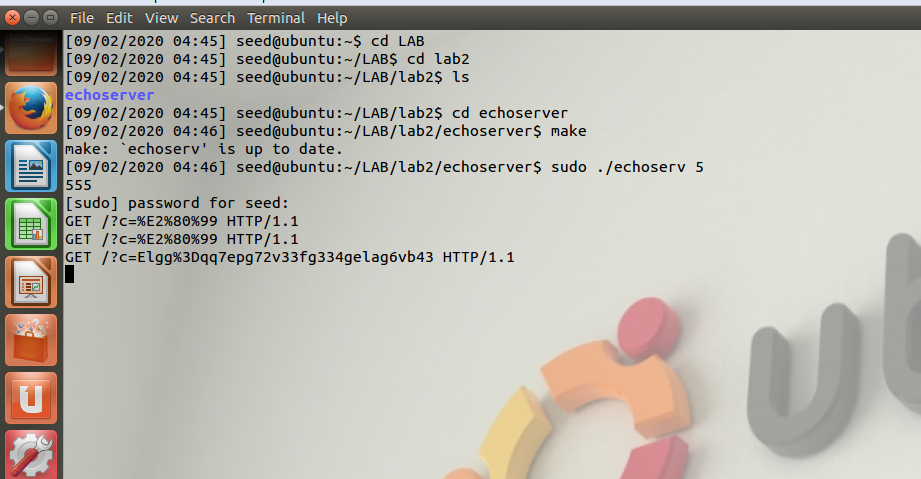 File Edit View Search Terminal Help
[09/02/2020 04:45] seed@ubuntu:~$ cd LAB
[09/02/2020 04:45] seed@ubuntu:~/LAB$ cd lab2
[09/02/2020 04:45] seed@ubuntu:~/LAB/lab2$ ls
echoserver
[09/02/2020 04:45] seed@ubuntu:~/LAB/lab2$ cd echoserver
[09/02/2020 04:46] seed@ubuntu:~/LAB/lab2/echoserver$ make
make: `echoserv' is up to date.
[09/02/2020 04:46] seed@ubuntu:~/LAB/lab2/echoserver$ sudo ./echoserv 5
555
[sudo] password for seed:
GET /?c=%E2%80%99 HTTP/1.1
GET /?c=%E2%80%99 HTTP/1.1
GET /?c=Elgg%3Dqq7epg72v33fg334gelag6vb43 HTTP/1.1
ub